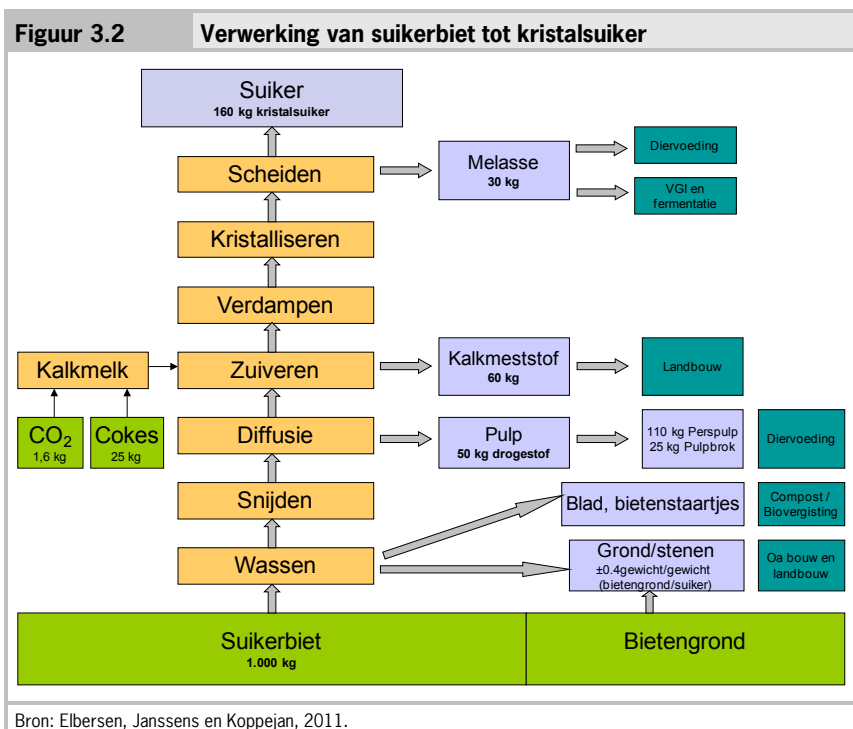 Figuur 3.2 Verwerking van suikerbiet tot kristalsuiker
Suiker
160 kg kristalsuiker
Scheiden
Melasse
30 kg
Diervoeding
VGI en
fermentatie
Kristalliseren
Verdampen
Kalkmelk
Zuiveren
Kalkmeststof
60 kg
Landbouw
CO₂
1,6 kg
Cokes
25 kg
Diffusie
Pulp
50 kg drogestof
110 kg Perspulp
25 kg Pulpbrok
Diervoeding
Snijden
Blad, bietenstaartjes
Compost /
Biovergisting
Wassen
Grond/stenen
±0.4gewicht/gewicht
(bietengrond/suiker)
Oa bouw en
landbouw
Suikerbiet
1.000 kg
Bietengrond
Bron: Elbersen, Janssens en Koppejan, 2011.